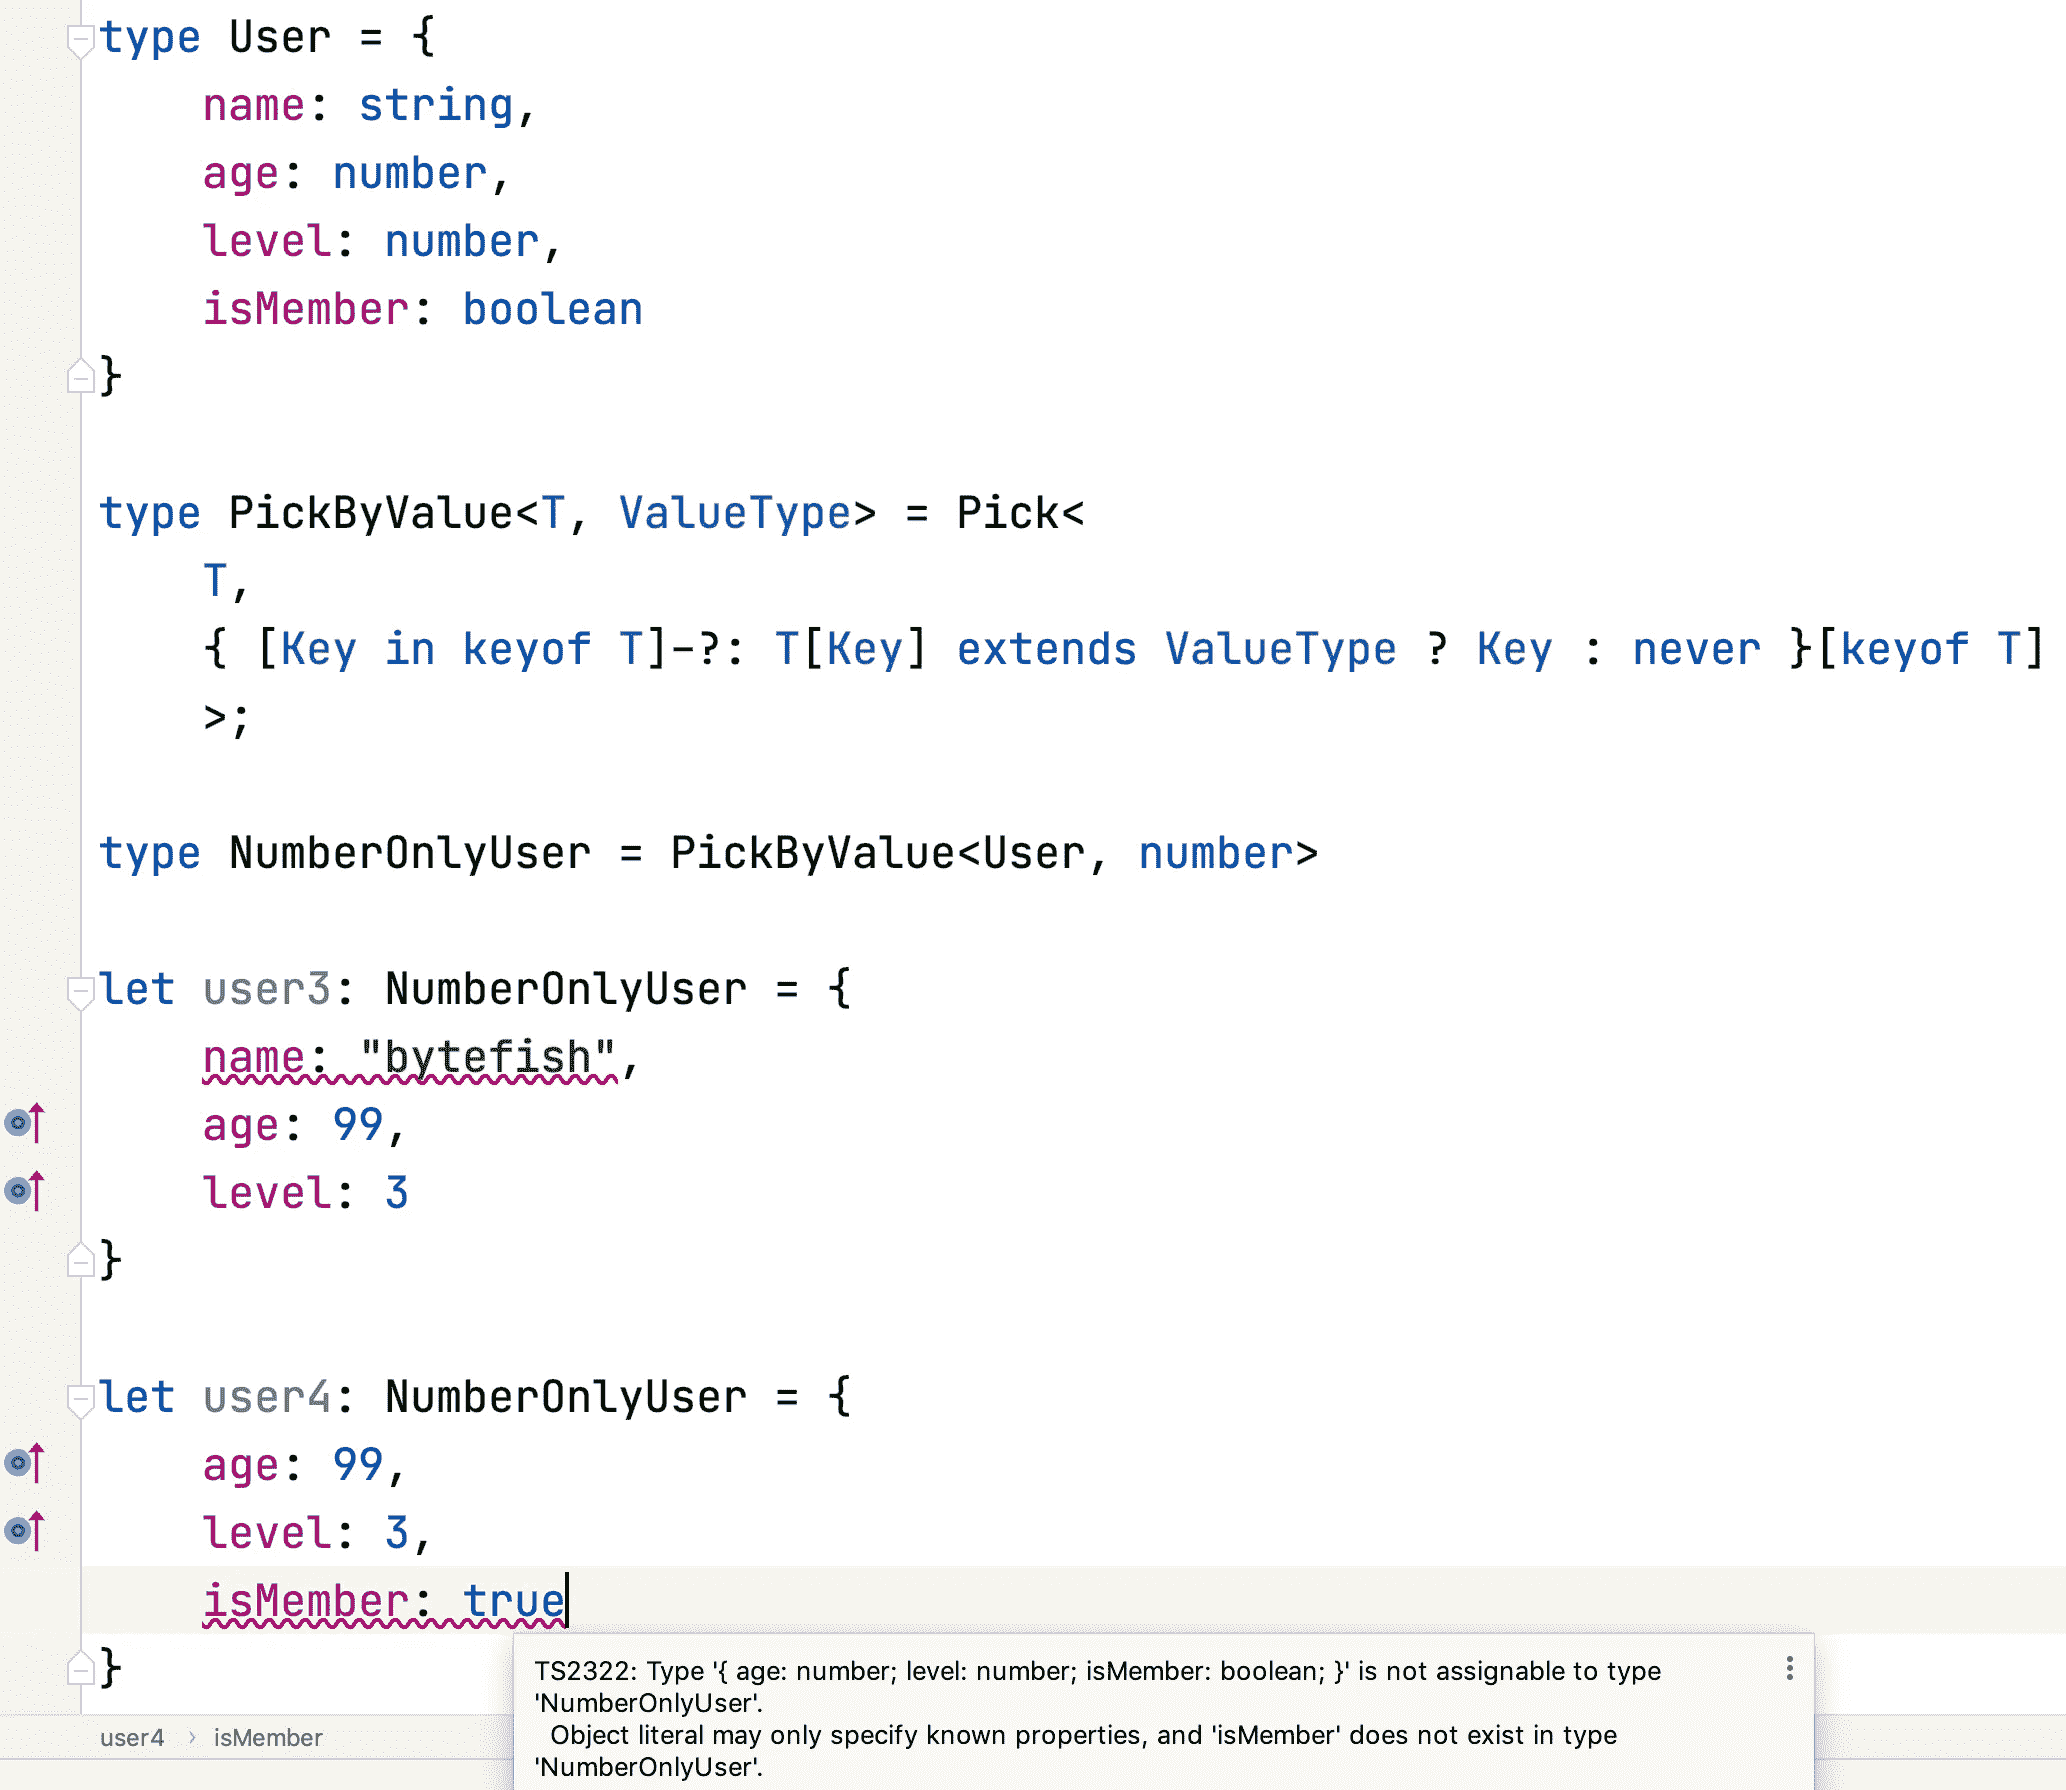 type User = {
    name: string,
    age: number,
    level: number,
    isMember: boolean
}
type PickByValue<T, ValueType> = Pick<
    T,
    { [Key in keyof T]-?: T[Key] extends ValueType ? Key : never }[keyof T]
    >;
type NumberOnlyUser = PickByValue<User, number>
let user3: NumberOnlyUser = {
    name: "bytefish",
    age: 99,
    level: 3
}
let user4: NumberOnlyUser = {
    age: 99,
    level: 3,
    isMember: true
}
TS2322: Type '{ age: number; level: number; isMember: boolean; }' is not assignable to type
'NumberOnlyUser'.
  Object literal may only specify known properties, and 'isMember' does not exist in type
'NumberOnlyUser'.
user4 › isMember